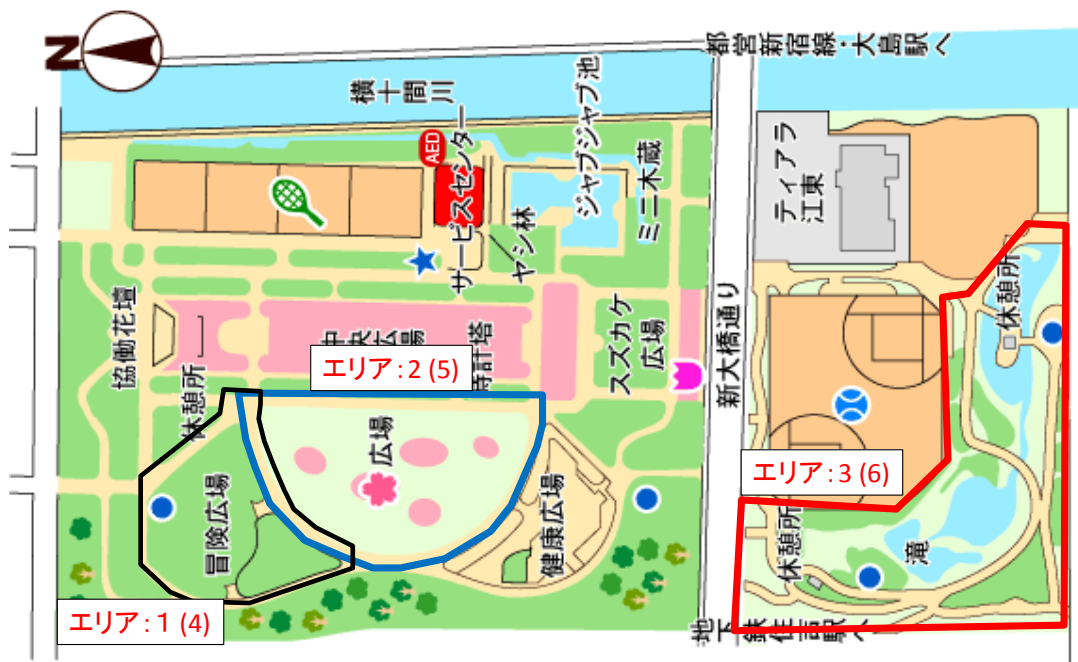 N
都営新宿線・大島駅へ
横十間川
AED
サービスセンター
ジャブジャブ池
ヤシ林
ミニ木蔵
ティアラ
江東
協働花壇
休憩所
中央広場
時計塔
エリア:2 (5)
スズカケ
広場
新大橋通り
休憩所
広場
エリア:3 (6)
冒険広場
健康広場
休憩所
滝
エリア:1 (4)
地下鉄住吉駅へ